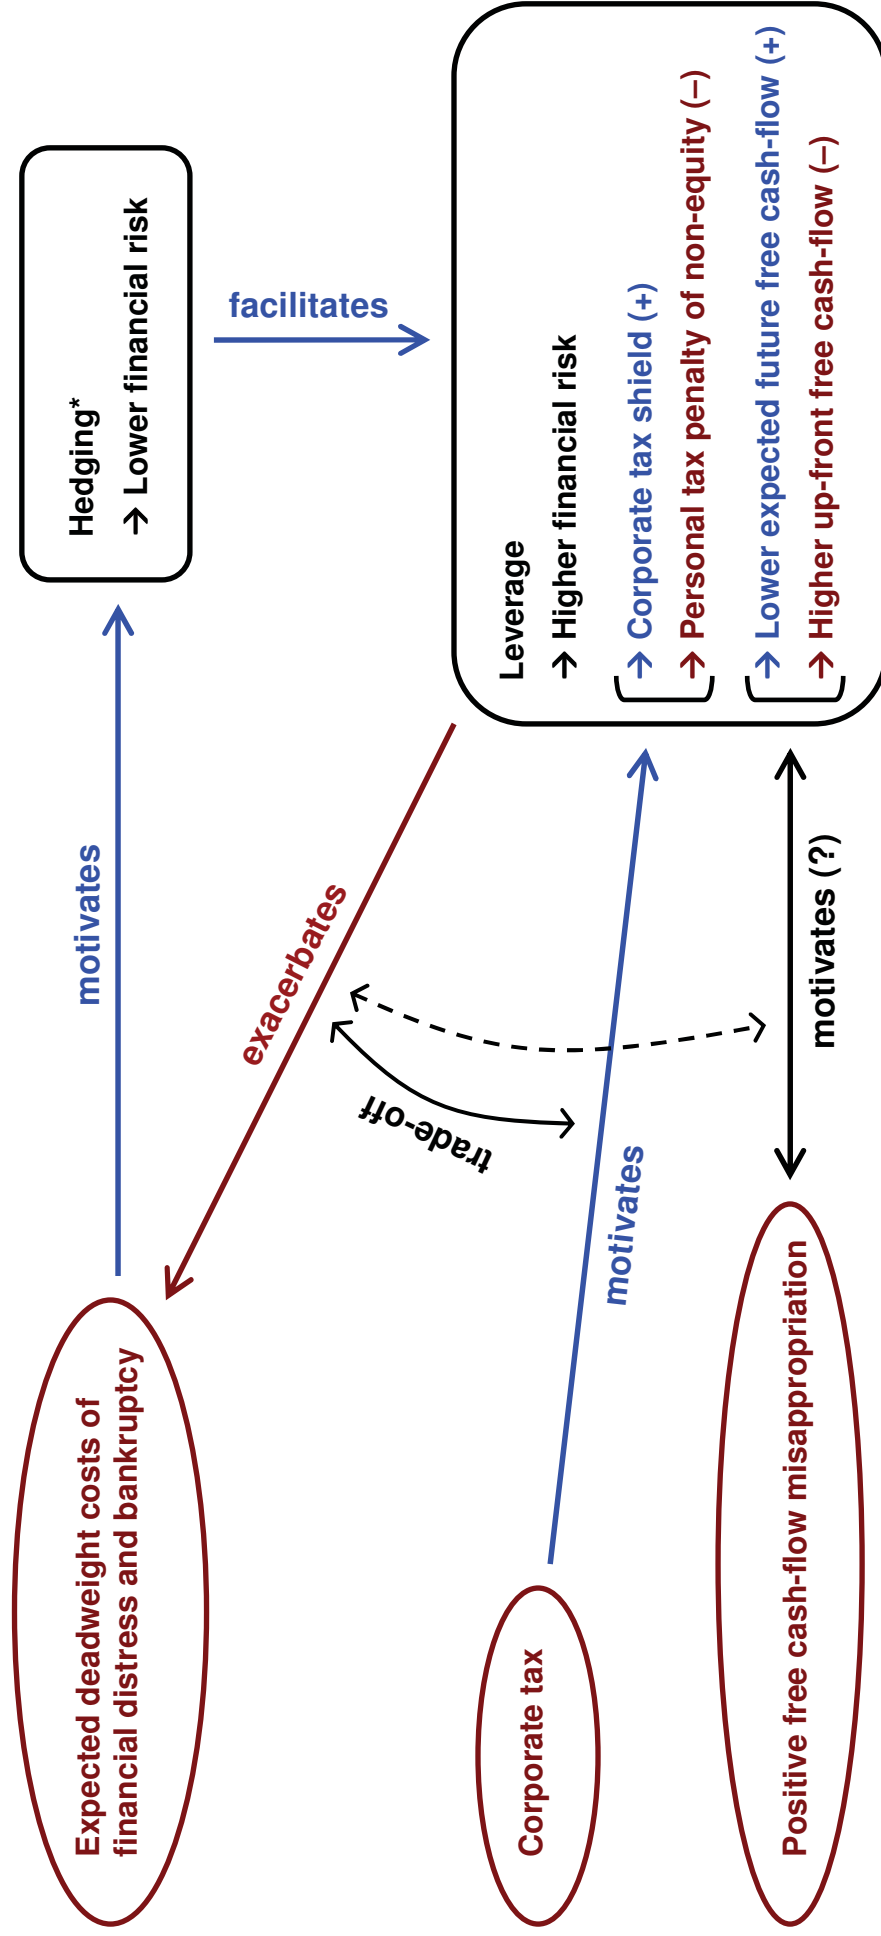 Expected deadweight costs of
financial distress and bankruptcy
motivates
Hedging*
→ Lower financial risk
facilitates
exacerbates
trade-off
Corporate tax
motivates
Leverage
→ Higher financial risk
→ Corporate tax shield (+)
→ Personal tax penalty of non-equity (–)
→ Lower expected future free cash-flow (+)
→ Higher up-front free cash-flow (–)
Positive free cash-flow misappropriation
motivates (?)